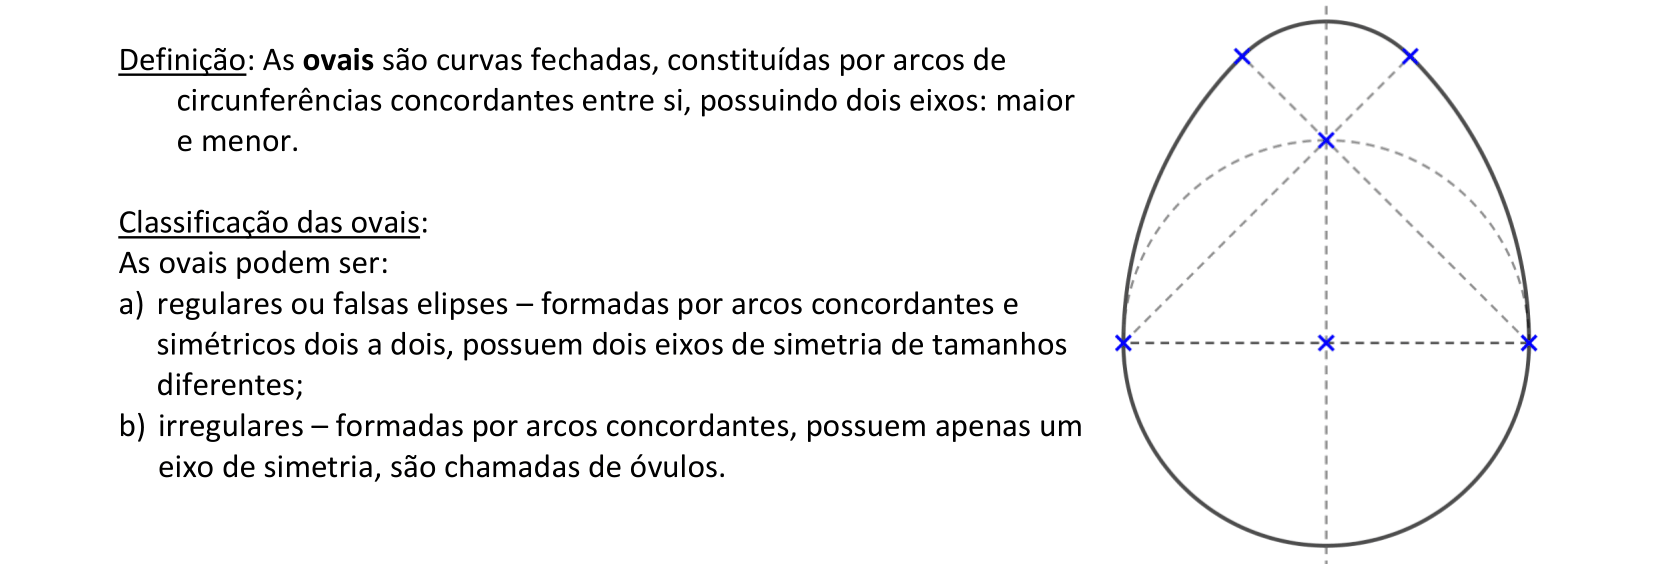 Definição: As ovais são curvas fechadas, constituídas por arcos de
circunferências concordantes entre si, possuindo dois eixos: maior
e menor.
Classificação das ovais:
As ovais podem ser:
a) regulares ou falsas elipses – formadas por arcos concordantes e
simétricos dois a dois, possuem dois eixos de simetria de tamanhos
diferentes;
b) irregulares – formadas por arcos concordantes, possuem apenas um
eixo de simetria, são chamadas de óvulos.